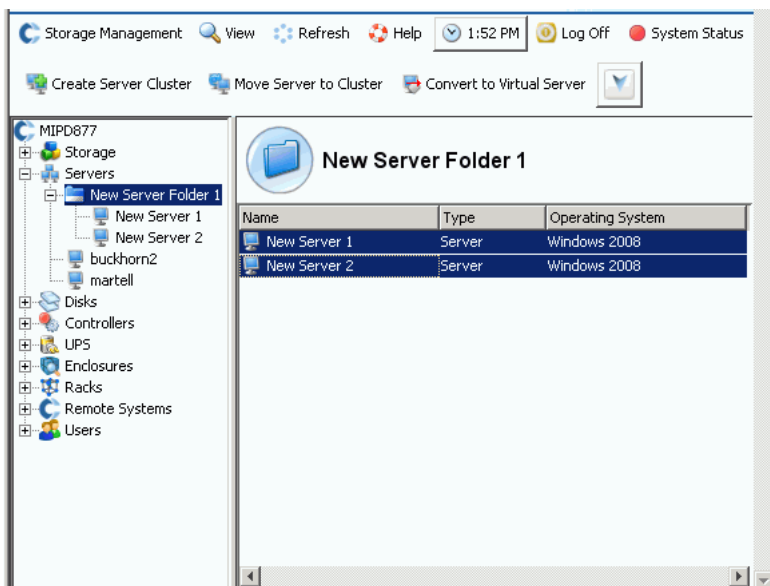 Storage Management View Refresh Help 1:52 PM Log Off System Status
Create Server Cluster Move Server to Cluster Convert to Virtual Server
MIPD877
Storage
Servers
New Server Folder 1
New Server 1
New Server 2
buckhorn2
martell
Disks
Controllers
UPS
Enclosures
Racks
Remote Systems
Users
New Server Folder 1
Name Type Operating System
New Server 1 Server Windows 2008
New Server 2 Server Windows 2008